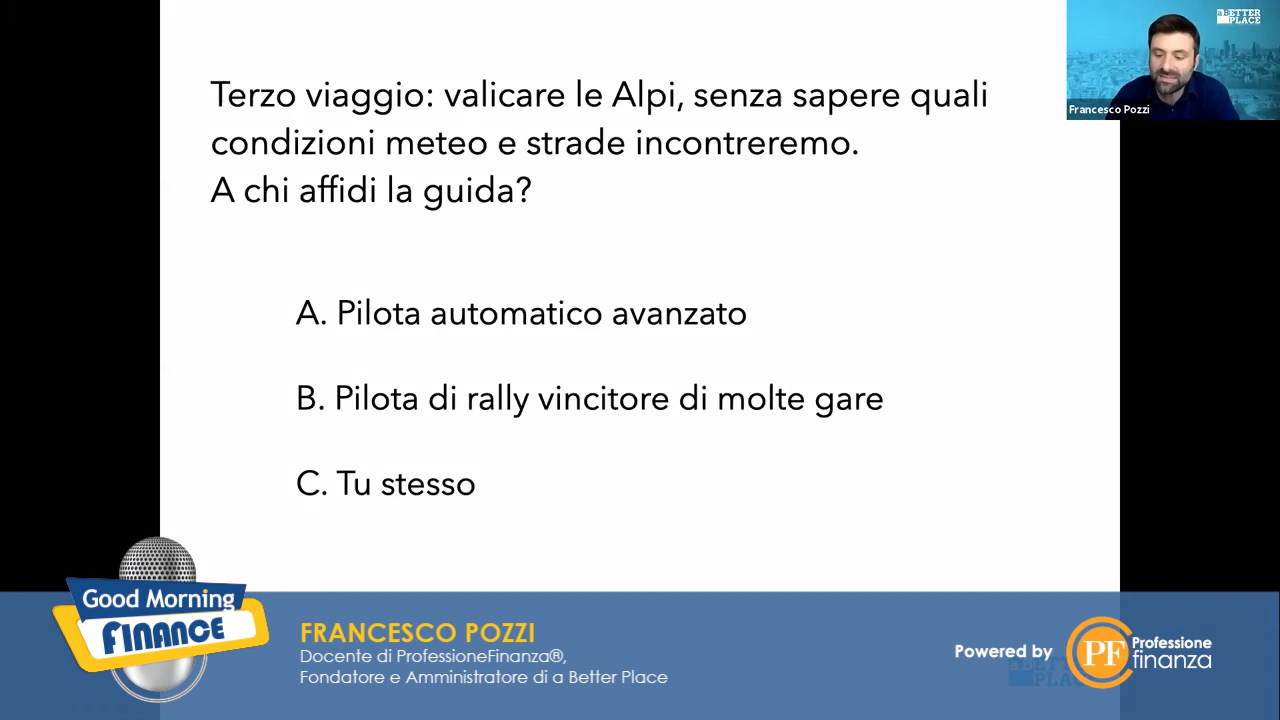 BETTER
PLACE
Francesco Pozzi
Terzo viaggio: valicare le Alpi, senza sapere quali
condizioni meteo e strade incontreremo.
A chi affidi la guida?
A. Pilota automatico avanzato
B. Pilota di rally vincitore di molte gare
C. Tu stesso
Good Morning
FINANCE
FRANCESCO POZZI
Docente di ProfessioneFinanza®,
Fondatore e Amministratore di a Better Place
Powered by
PF
Professione
finanza
BETTER
PLACE